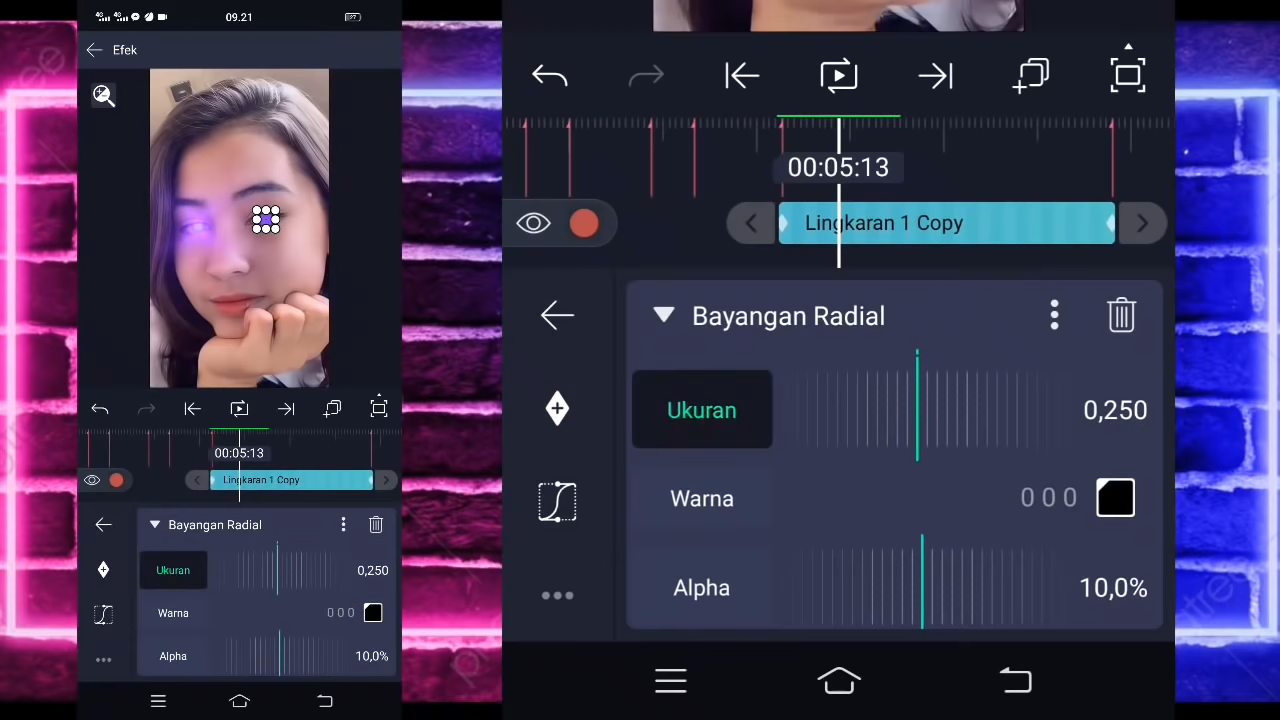 09.21
27
Efek
00:05:13
Lingkaran 1 Copy
Bayangan Radial
Ukuran
0,250
Warna
0 0 0
Alpha
10,0%
00:05:13
Lingkaran 1 Copy
Bayangan Radial
Ukuran
0,250
Warna
0 0 0
Alpha
10,0%